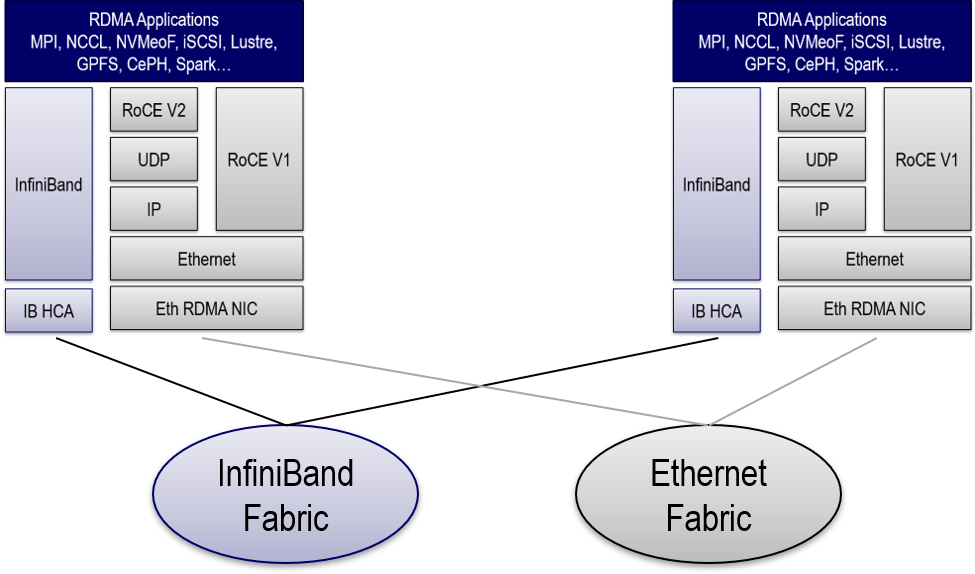 RDMA Applications
MPI, NCCL, NVMeoF, iSCSI, Lustre,
GPFS, CePH, Spark…
InfiniBand
RoCE V2
UDP
IP
RoCE V1
Ethernet
IB HCA
Eth RDMA NIC
RDMA Applications
MPI, NCCL, NVMeoF, iSCSI, Lustre,
GPFS, CePH, Spark…
InfiniBand
RoCE V2
UDP
IP
RoCE V1
Ethernet
IB HCA
Eth RDMA NIC
InfiniBand
Fabric
Ethernet
Fabric